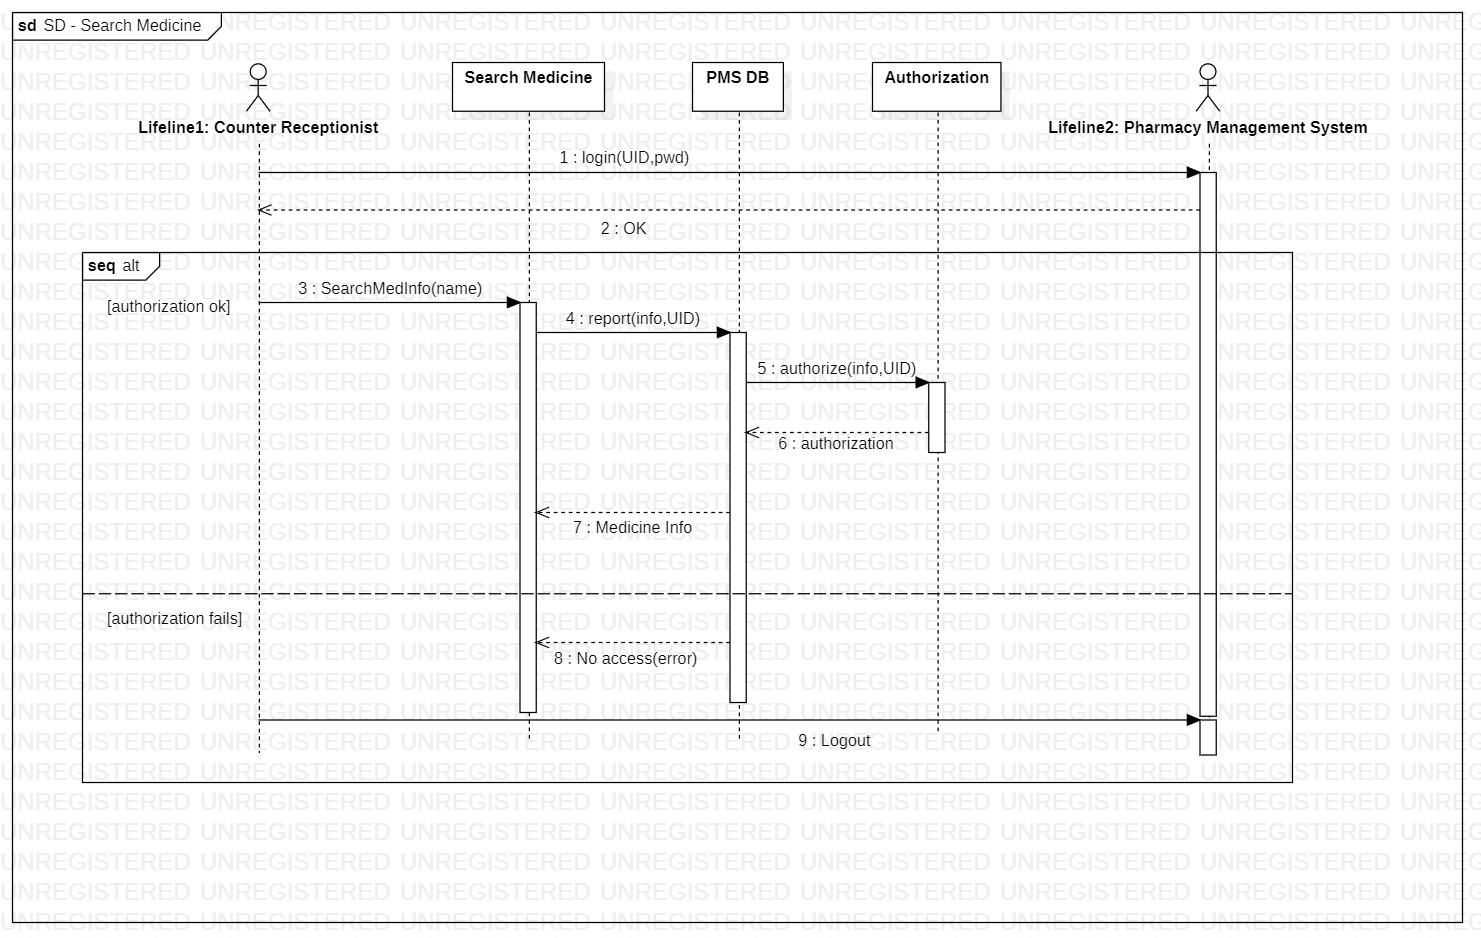 sd SD - Search Medicine
Search Medicine
PMS DB
Authorization
Lifeline1: Counter Receptionist
Lifeline2: Pharmacy Management System
1 : login(UID,pwd)
2 : OK
seq alt
[authorization ok]
3 : SearchMedInfo(name)
4 : report(info,UID)
5 : authorize(info,UID)
6 : authorization
7 : Medicine Info
[authorization fails]
8 : No access(error)
9 : Logout
UNREGISTERED